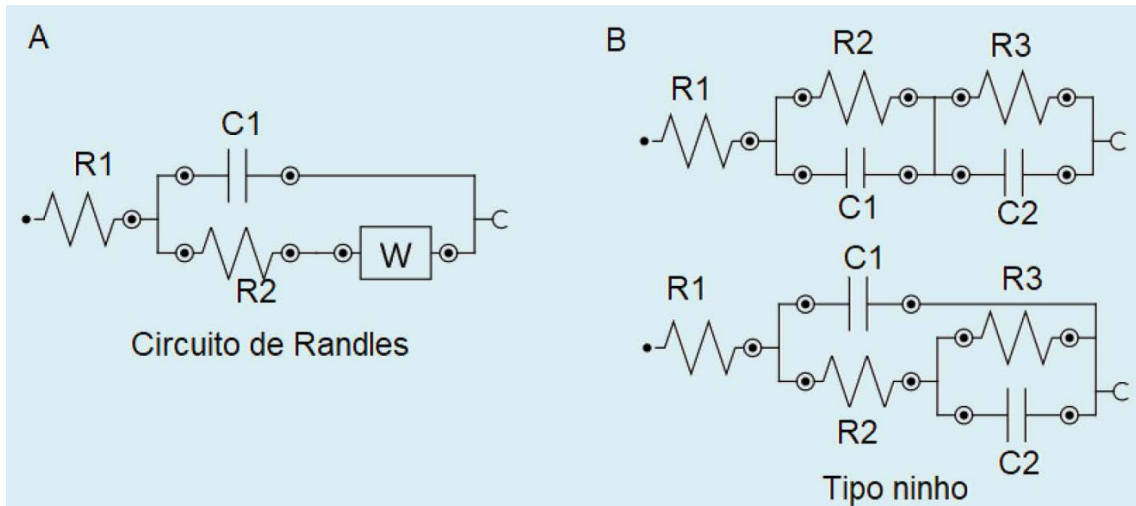 A
C1
R1
R2
W
Circuito de Randles
B
R2
R3
R1
C1
C2
C1
R3
R1
R2
C2
Tipo ninho